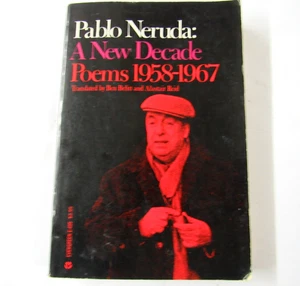 Pablo Neruda:
A New Decade
Poems 1958-1967
Translated by Ben Belitt and Alastair Reid